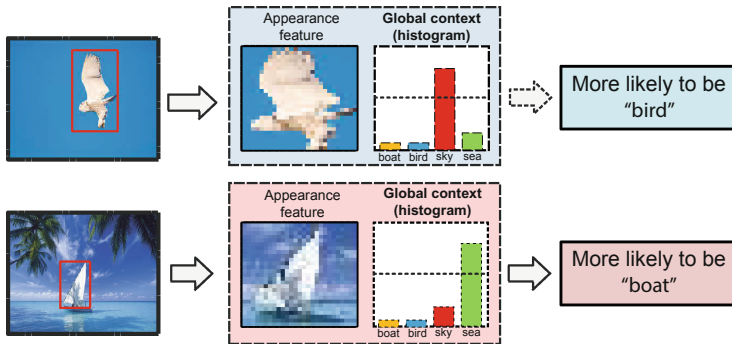 Appearance
feature
Global context
(histogram)
boat bird sky sea
More likely to be
“bird”
Appearance
feature
Global context
(histogram)
boat bird sky sea
More likely to be
“boat”